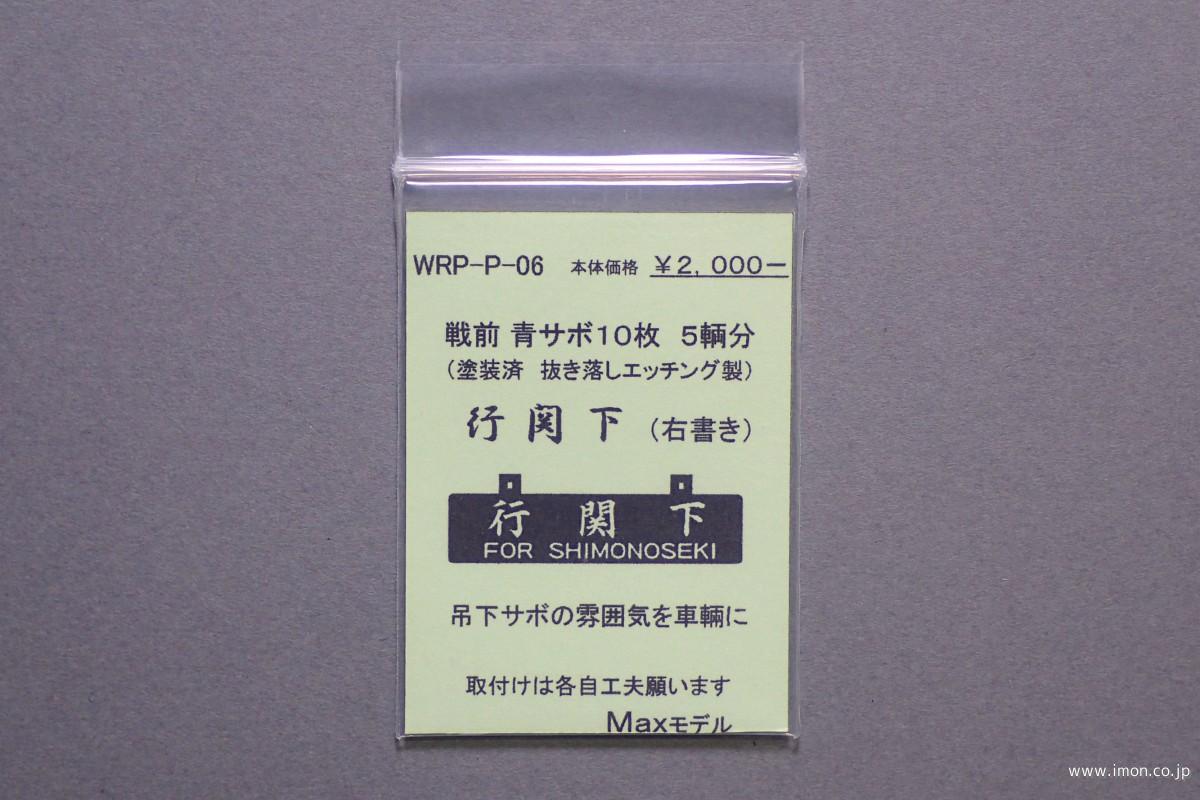 WRP-P-06 本体価格 ¥2,000-
戦前 青サボ10枚 5輌分
(塗装済 抜き落しエッチング製)
行 関 下 (右書き)
行 関 下
FOR SHIMONOSEKI
吊下サボの雰囲気を車輌に
取付けは各自工夫願います
Maxモデル
www.imon.co.jp